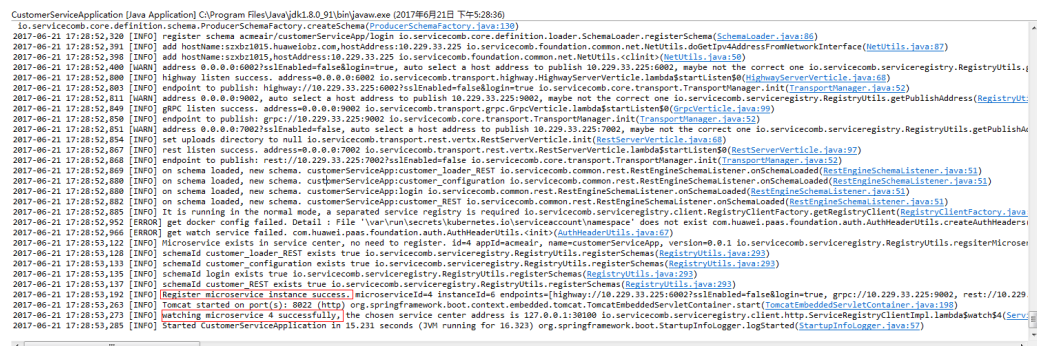 CustomerServiceApplication [Java Application] C:\Program Files\Java\jdk1.8.0_91\bin\javaw.exe (2017年6月21日 下午5:28:36)
io.servicecomb.core.definition.schema.ProducerSchemaFactory.createSchema(ProducerSchemaFactory.java:130)
2017-06-21 17:28:52,320 [INFO] register schema acmeair/customerServiceApp/login io.servicecomb.core.definition.loader.SchemaLoader.registerSchema(SchemaLoader.java:86)
2017-06-21 17:28:52,391 [INFO] add hostName:szxbz1015.huaweiobz.com,hostAddress:10.229.33.225 io.servicecomb.foundation.common.net.NetUtils.doGetIpv4AddressFromNetworkInterface(NetUtils.java:87)
2017-06-21 17:28:52,398 [INFO] add hostName:szxbz1015,hostAddress:10.229.33.225 io.servicecomb.foundation.common.net.NetUtils.<clinit>(NetUtils.java:50)
2017-06-21 17:28:52,400 [WARN] address 0.0.0.0:6002?sslEnabled=false&login=true, auto select a host address to publish 10.229.33.225:6002, maybe not the correct one io.servicecomb.serviceregistry.RegistryUtils.g
2017-06-21 17:28:52,800 [INFO] highway listen success. address=0.0.0.0:6002 io.servicecomb.transport.highway.HighwayServerVerticle.lambda$startListen$0(HighwayServerVerticle.java:68)
2017-06-21 17:28:52,803 [INFO] endpoint to publish: highway://10.229.33.225:6002?sslEnabled=false&login=true io.servicecomb.core.transport.TransportManager.init(TransportManager.java:52)
2017-06-21 17:28:52,811 [WARN] address 0.0.0.0:9002, auto select a host address to publish 10.229.33.225:9002, maybe not the correct one io.servicecomb.serviceregistry.RegistryUtils.getPublishAddress(RegistryUt
2017-06-21 17:28:52,849 [INFO] gRPC listen success. address=0.0.0.0:9002 io.servicecomb.transport.grpc.GrpcVerticle.lambda$startListen$0(GrpcVerticle.java:99)
2017-06-21 17:28:52,850 [INFO] endpoint to publish: grpc://10.229.33.225:9002 io.servicecomb.core.transport.TransportManager.init(TransportManager.java:52)
2017-06-21 17:28:52,851 [WARN] address 0.0.0.0:7002?sslEnabled=false, auto select a host address to publish 10.229.33.225:7002, maybe not the correct one io.servicecomb.serviceregistry.RegistryUtils.getPublishAd
2017-06-21 17:28:52,854 [INFO] set uploads directory to null io.servicecomb.transport.rest.vertx.RestServerVerticle.init(RestServerVerticle.java:68)
2017-06-21 17:28:52,867 [INFO] rest listen success. address=0.0.0.0:7002 io.servicecomb.transport.rest.vertx.RestServerVerticle.lambda$startListen$0(RestServerVerticle.java:97)
2017-06-21 17:28:52,868 [INFO] endpoint to publish: rest://10.229.33.225:7002?sslEnabled=false io.servicecomb.core.transport.TransportManager.init(TransportManager.java:52)
2017-06-21 17:28:52,869 [INFO] on schema loaded, new schema. customerServiceApp:customer_loader_REST io.servicecomb.common.rest.RestEngineSchemaListener.onSchemaLoaded(RestEngineSchemaListener.java:51)
2017-06-21 17:28:52,880 [INFO] on schema loaded, new schema. customerServiceApp:customer_configuration io.servicecomb.common.rest.RestEngineSchemaListener.onSchemaLoaded(RestEngineSchemaListener.java:51)
2017-06-21 17:28:52,880 [INFO] on schema loaded, new schema. customerServiceApp:login io.servicecomb.common.rest.RestEngineSchemaListener.onSchemaLoaded(RestEngineSchemaListener.java:51)
2017-06-21 17:28:52,882 [INFO] on schema loaded, new schema. customerServiceApp:customer_REST io.servicecomb.common.rest.RestEngineSchemaListener.onSchemaLoaded(RestEngineSchemaListener.java:51)
2017-06-21 17:28:52,885 [INFO] It is running in the normal mode, a separated service registry is required io.servicecomb.serviceregistry.client.RegistryClientFactory.getRegistryClient(RegistryClientFactory.java
2017-06-21 17:28:52,952 [ERROR] get docker config failed. Detail : File '\var\run\secrets\kubernetes.io\serviceaccount\namespace' does not exist com.huawei.paas.foundation.auth.AuthHeaderUtils.createAuthHeaders(
2017-06-21 17:28:52,966 [ERROR] get watch service failed. com.huawei.paas.foundation.auth.AuthHeaderUtils.<init>(AuthHeaderUtils.java:67)
2017-06-21 17:28:53,122 [INFO] Microservice exists in service center, no need to register. id=4 appId=acmeair, name=customerServiceApp, version=0.0.1 io.servicecomb.serviceregistry.RegistryUtils.regsiterMicroser
2017-06-21 17:28:53,128 [INFO] schemaId customer_loader_REST exists true io.servicecomb.serviceregistry.RegistryUtils.registerSchemas(RegistryUtils.java:293)
2017-06-21 17:28:53,133 [INFO] schemaId customer_configuration exists true io.servicecomb.serviceregistry.RegistryUtils.registerSchemas(RegistryUtils.java:293)
2017-06-21 17:28:53,135 [INFO] schemaId login exists true io.servicecomb.serviceregistry.RegistryUtils.registerSchemas(RegistryUtils.java:293)
2017-06-21 17:28:53,137 [INFO] schemaId customer_REST exists true io.servicecomb.serviceregistry.RegistryUtils.registerSchemas(RegistryUtils.java:293)
2017-06-21 17:28:53,192 [INFO] Register microservice instance success. microserviceId=4 instanceId=6 endpoints=[highway://10.229.33.225:6002?sslEnabled=false&login=true, grpc://10.229.33.225:9002, rest://10.229
2017-06-21 17:28:53,263 [INFO] Tomcat started on port(s): 8022 (http) org.springframework.boot.context.embedded.tomcat.TomcatEmbeddedServletContainer.start(TomcatEmbeddedServletContainer.java:198)
2017-06-21 17:28:53,273 [INFO] watching microservice 4 successfully, the chosen service center address is 127.0.0.1:30100 io.servicecomb.serviceregistry.client.http.ServiceRegistryClientImpl.lambda$watch$4(Serv
2017-06-21 17:28:53,285 [INFO] Started CustomerServiceApplication in 15.231 seconds (JVM running for 16.323) org.springframework.boot.StartupInfoLogger.logStarted(StartupInfoLogger.java:57)